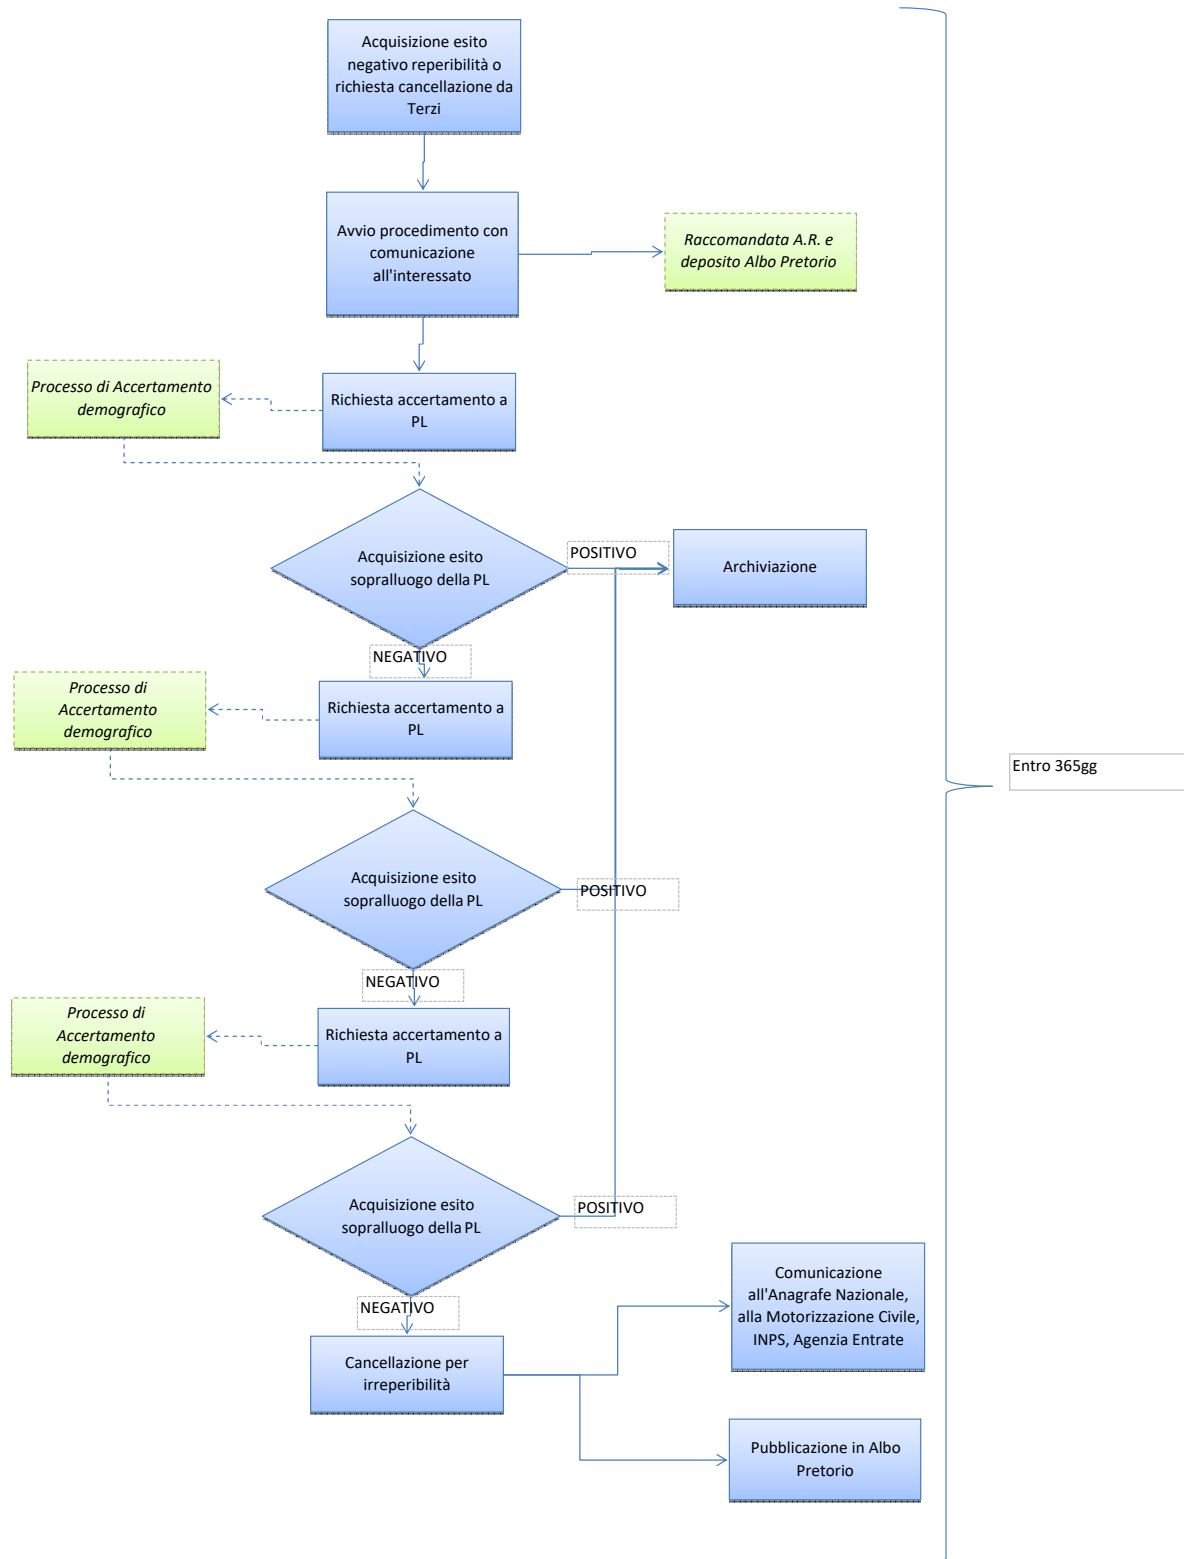 Acquisizione esito
negativo reperibilità o
richiesta cancellazione da
Terzi
Avvio procedimento con
comunicazione
all'interessato
Raccomandata A.R. e
deposito Albo Pretorio
Processo di Accertamento
demografico
Richiesta accertamento a
PL
Acquisizione esito
sopralluogo della PL
POSITIVO
Archiviazione
NEGATIVO
Processo di
Accertamento
demografico
Richiesta accertamento a
PL
Entro 365gg
Acquisizione esito
sopralluogo della PL
POSITIVO
NEGATIVO
Processo di
Accertamento
demografico
Richiesta accertamento a
PL
Acquisizione esito
sopralluogo della PL
POSITIVO
NEGATIVO
Comunicazione
all'Anagrafe Nazionale,
alla Motorizzazione Civile,
INPS, Agenzia Entrate
Cancellazione per
irreperibilità
Pubblicazione in Albo
Pretorio